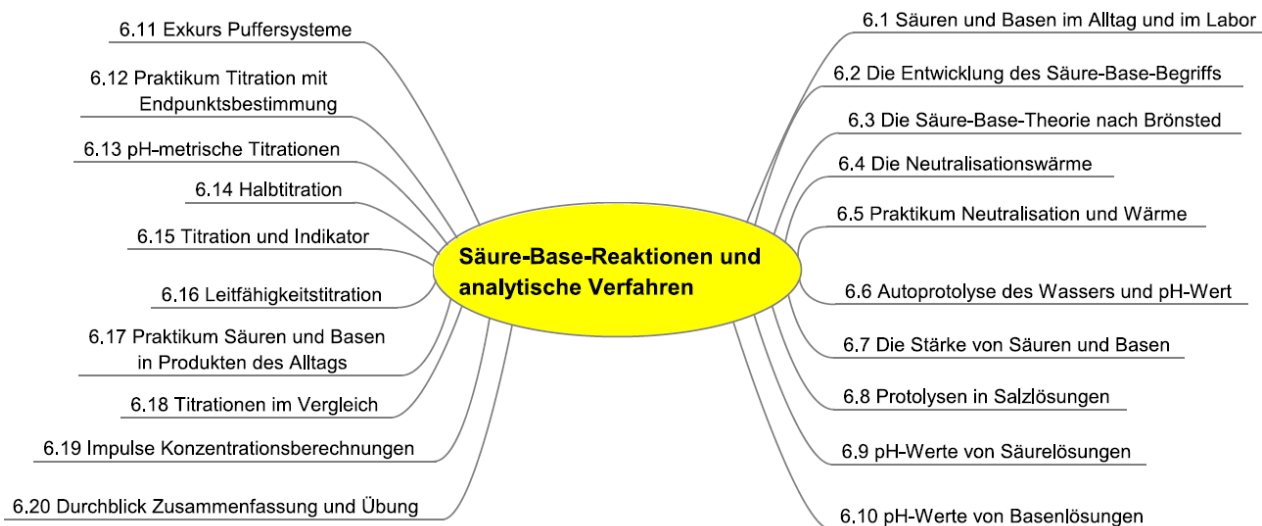 6.1 Säuren und Basen im Alltag und im Labor
6.2 Die Entwicklung des Säure-Base-Begriffs
6.3 Die Säure-Base-Theorie nach Brönsted
6.4 Die Neutralisationswärme
6.5 Praktikum Neutralisation und Wärme
6.6 Autoprotolyse des Wassers und pH-Wert
6.7 Die Stärke von Säuren und Basen
6.8 Protolysen in Salzlösungen
6.9 pH-Werte von Säurelösungen
6.10 pH-Werte von Basenlösungen
Säure-Base-Reaktionen und
analytische Verfahren
6.11 Exkurs Puffersysteme
6.12 Praktikum Titration mit
Endpunktsbestimmung
6.13 pH-metrische Titrationen
6.14 Halbtitration
6.15 Titration und Indikator
6.16 Leitfähigkeitstitration
6.17 Praktikum Säuren und Basen
in Produkten des Alltags
6.18 Titrationen im Vergleich
6.19 Impulse Konzentrationsberechnungen
6.20 Durchblick Zusammenfassung und Übung